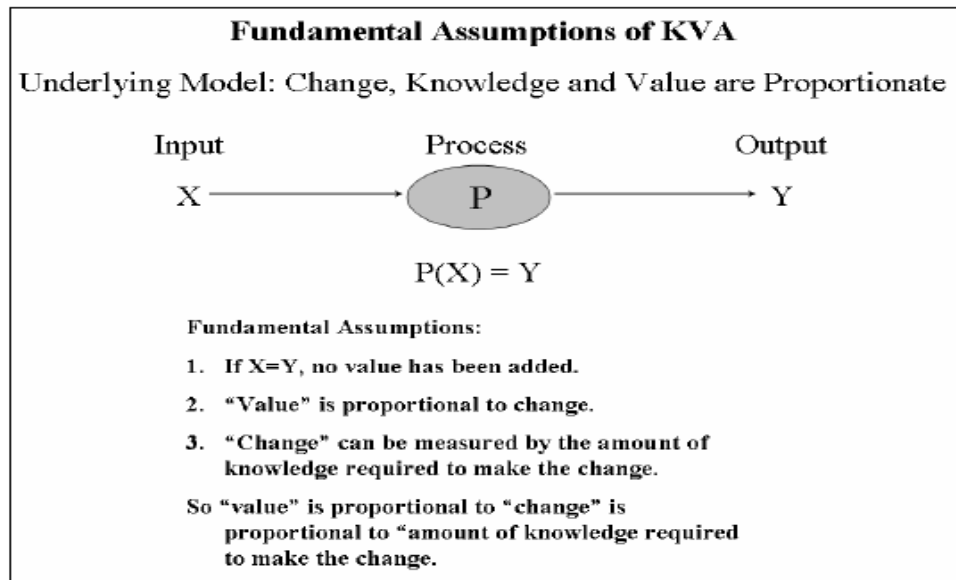 Fundamental Assumptions of KVA
Underlying Model: Change, Knowledge and Value are Proportionate
Input Process Output
X P Y
P(X) = Y
Fundamental Assumptions:
1. If X=Y, no value has been added.
2. “Value” is proportional to change.
3. “Change” can be measured by the amount of
knowledge required to make the change.
So “value” is proportional to “change” is
proportional to “amount of knowledge required
to make the change.